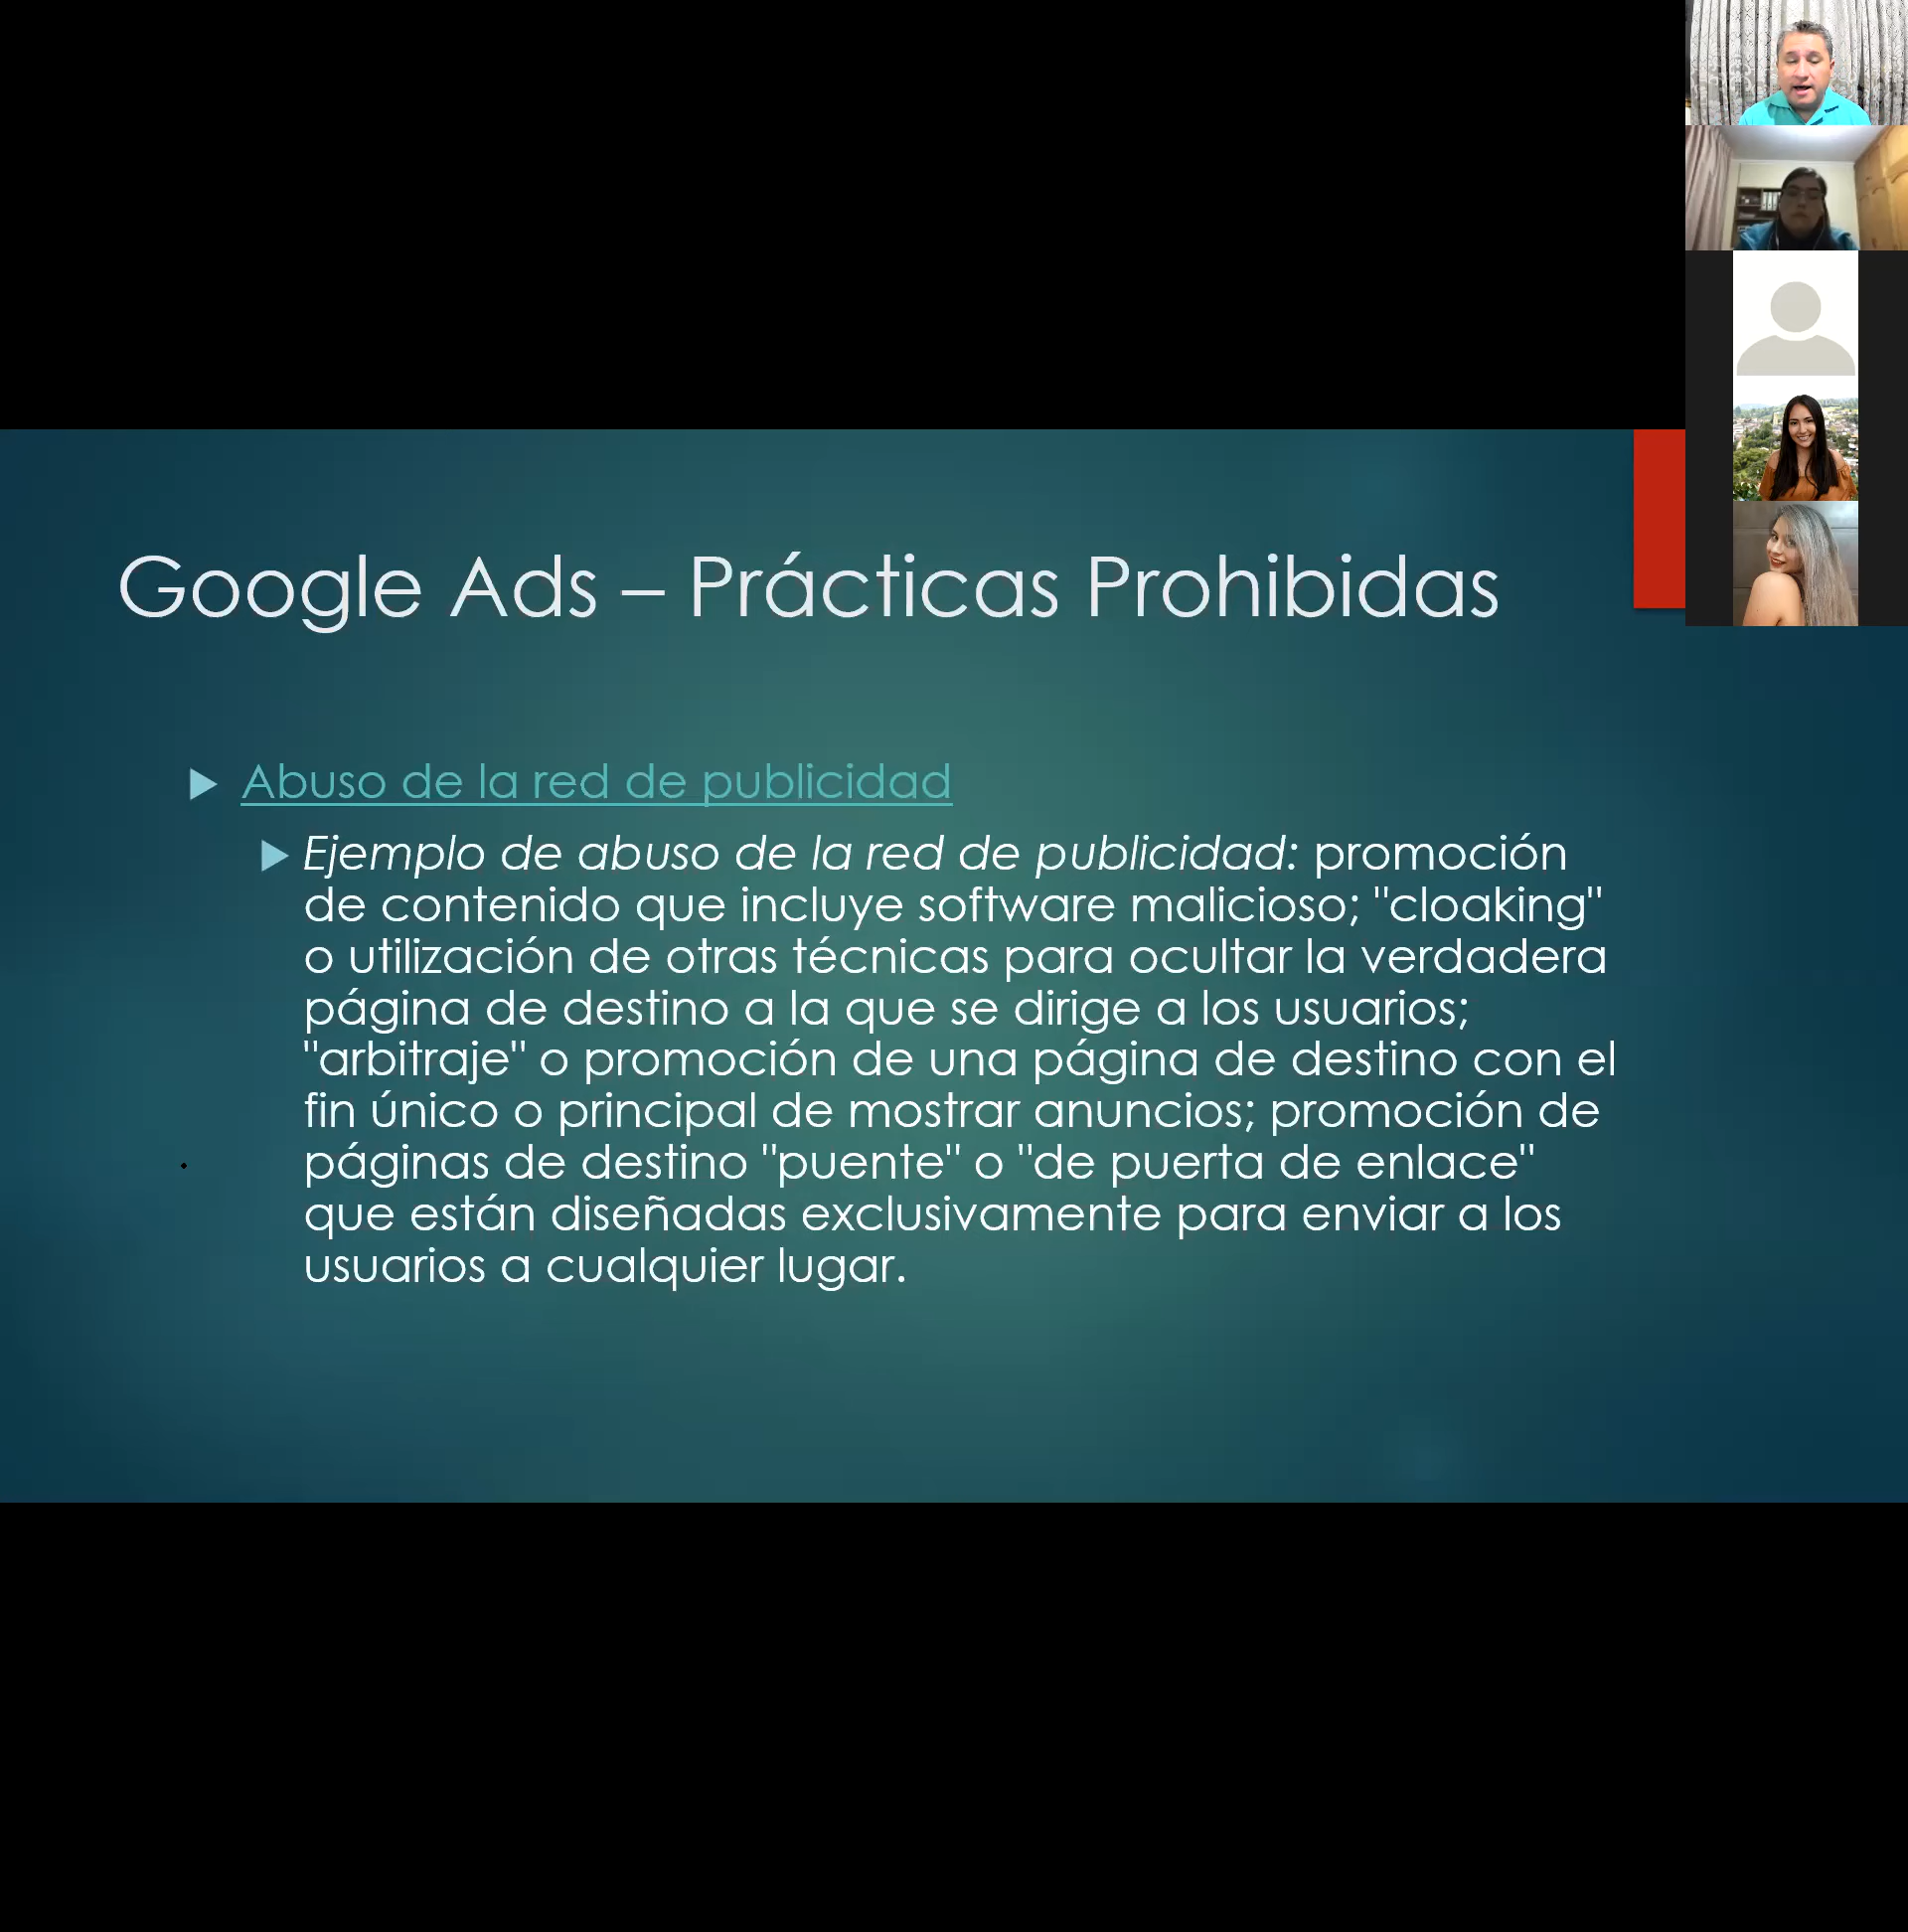 Google Ads – Prácticas Prohibidas
Abuso de la red de publicidad
Ejemplo de abuso de la red de publicidad: promoción
de contenido que incluye software malicioso; "cloaking"
o utilización de otras técnicas para ocultar la verdadera
página de destino a la que se dirige a los usuarios;
"arbitraje" o promoción de una página de destino con el
fin único o principal de mostrar anuncios; promoción de
páginas de destino "puente" o "de puerta de enlace"
que están diseñadas exclusivamente para enviar a los
usuarios a cualquier lugar.